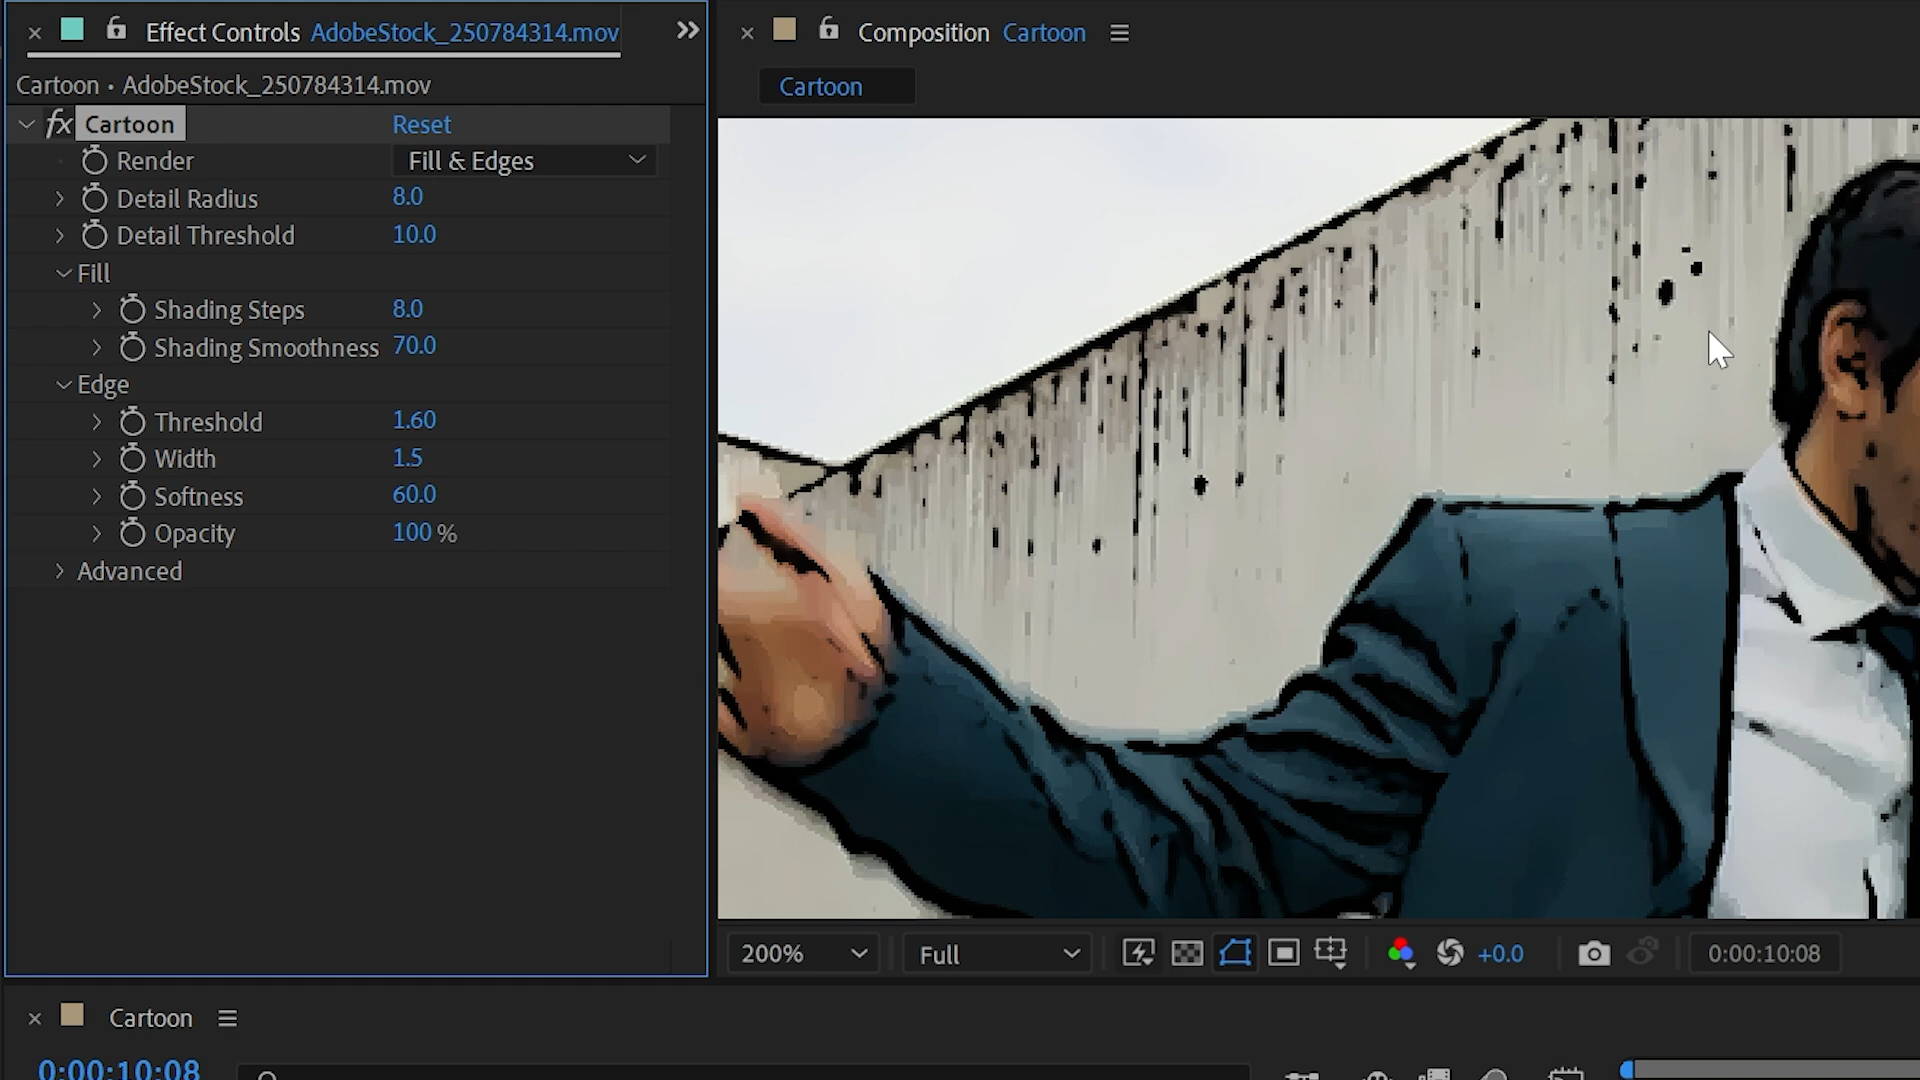 Effect Controls AdobeStock_250784314.mov
Cartoon • AdobeStock_250784314.mov
fx Cartoon Reset
Render Fill & Edges
Detail Radius 8.0
Detail Threshold 10.0
Fill
Shading Steps 8.0
Shading Smoothness 70.0
Edge
Threshold 1.60
Width 1.5
Softness 60.0
Opacity 100 %
Advanced
Composition Cartoon
Cartoon
200% Full +0.0 0:00:10:08
Cartoon
0:00:10:08